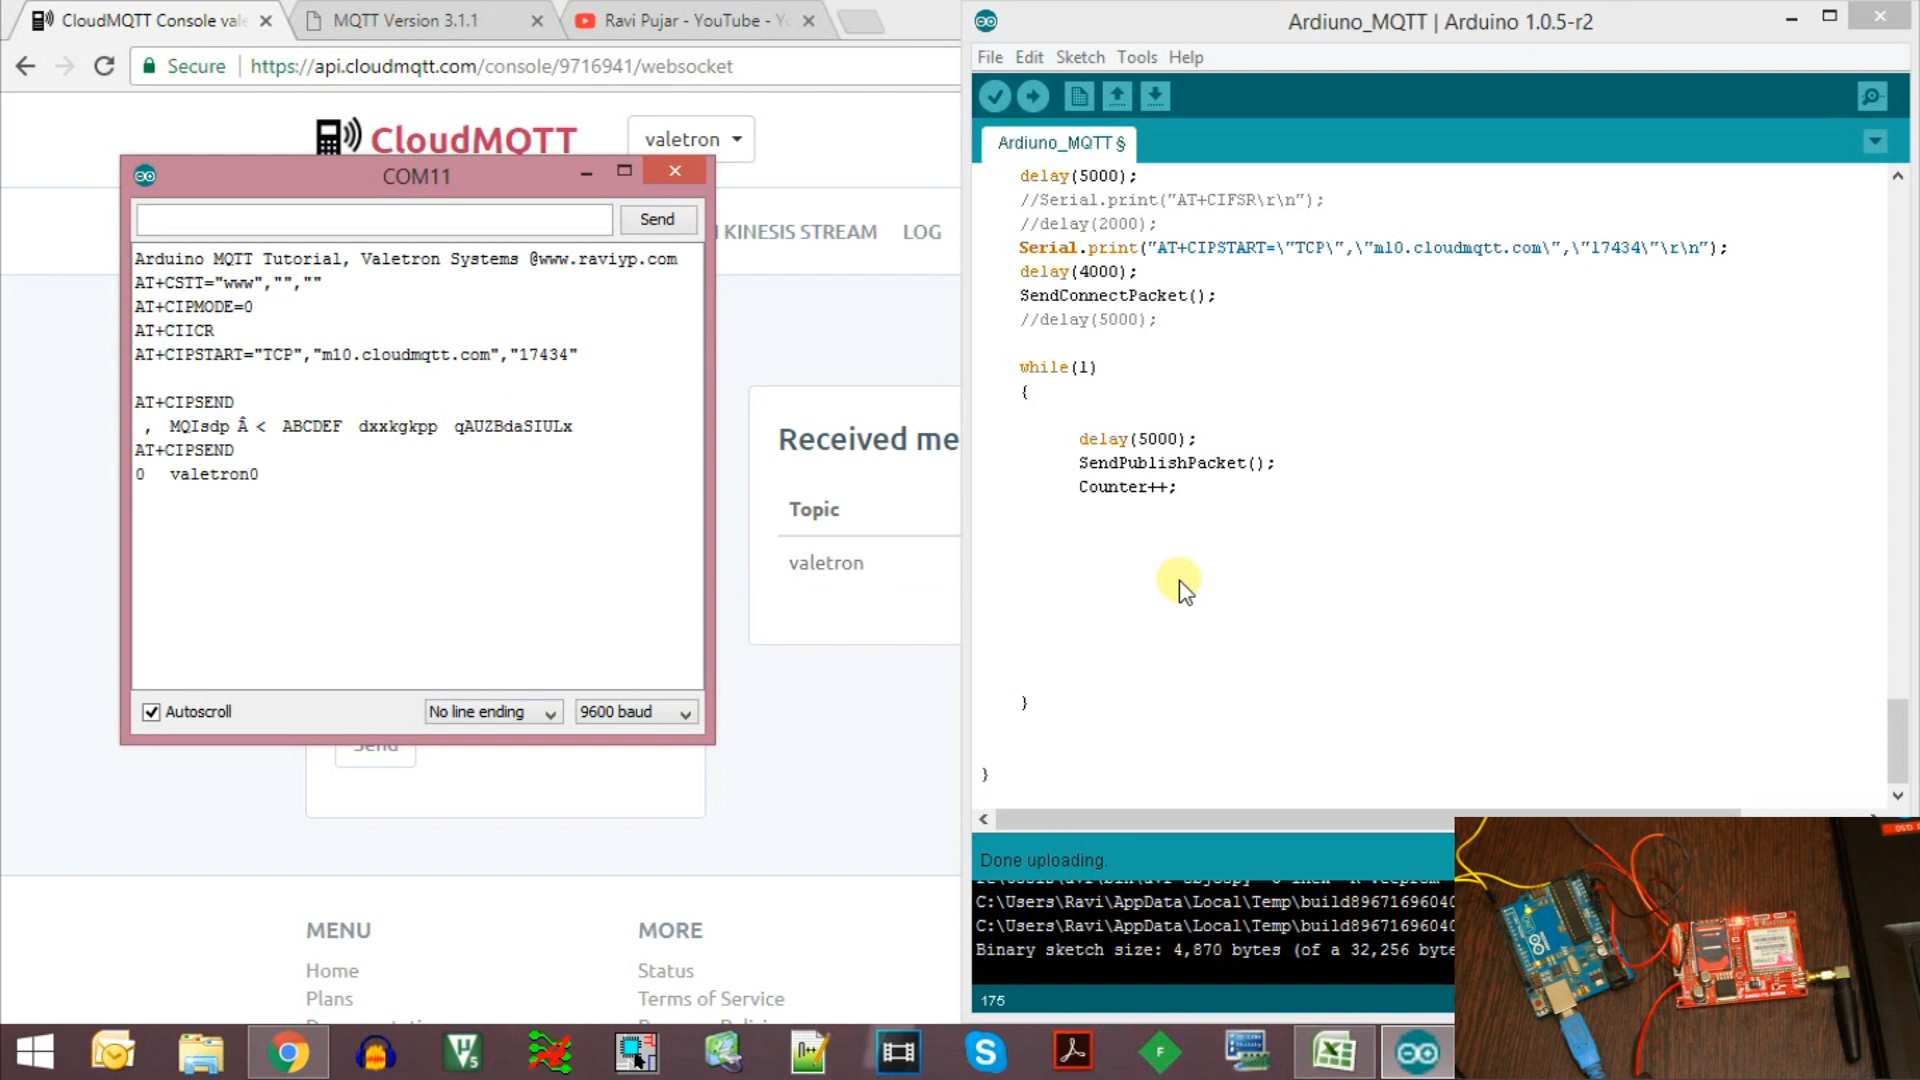 CloudMQTT Console vale
MQTT Version 3.1.1
Ravi Pujar - YouTube - Yo
Secure
https://api.cloudmqtt.com/console/9716941/websocket
CloudMQTT
valetron
KINESIS STREAM
LOG
COM11
Send
Arduino MQTT Tutorial, Valetron Systems @www.raviyp.com
AT+CSTT="www","",""
AT+CIPMODE=0
AT+CIICR
AT+CIPSTART="TCP","m10.cloudmqtt.com","17434"
AT+CIPSEND
, MQIsdp Â < ABCDEF dxxkgkpp qAUZBdaSIULx
AT+CIPSEND
0 valetron0
Autoscroll
No line ending
9600 baud
Received me
Topic
valetron
Send
MENU
Home
Plans
MORE
Status
Terms of Service
Ardiuno_MQTT | Arduino 1.0.5-r2
File Edit Sketch Tools Help
Ardiuno_MQTT §
delay(5000);
//Serial.print("AT+CIFSR\r\n");
//delay(2000);
Serial.print("AT+CIPSTART=\"TCP\",\"m10.cloudmqtt.com\",\"17434\"\r\n");
delay(4000);
SendConnectPacket();
//delay(5000);
while(1)
{
delay(5000);
SendPublishPacket();
Counter++;
}
}
Done uploading.
C:\Users\Ravi\AppData\Local\Temp\build89671696040
C:\Users\Ravi\AppData\Local\Temp\build89671696040
Binary sketch size: 4,870 bytes (of a 32,256 byte
175